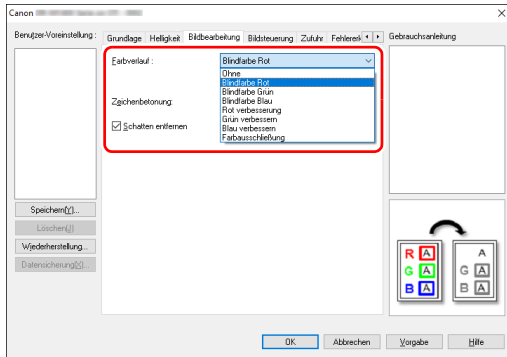 Canon
Benutzer-Voreinstellung :
Speichern(Y)...
Löschen(J)
Wiederherstellung...
Datensicherung(X)...
Grundlage Helligkeit Bildbearbeitung Bildsteuerung Zufuhr
Farbverlauf :
Blindfarbe Rot
Ohne
Blindfarbe Rot
Blindfarbe Grün
Blindfarbe Blau
Rot verbesserung
Grün verbessern
Blau verbessern
Farbausschließung
Zeichenbetonung:
Schatten entfernen
Gebrauchsanleitung
R A A
G A G A
B A B A
OK Abbrechen Vorgabe Hilfe